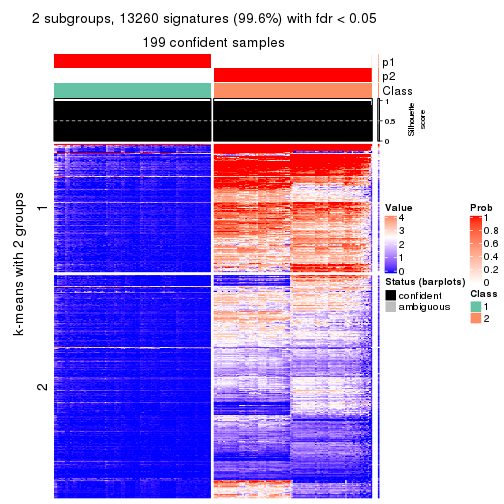 2 subgroups, 13260 signatures (99.6%) with fdr < 0.05
199 confident samples
p1
p2
Class
1
0.5
0
Silhouette
score
k-means with 2 groups
1
2
Value
4
3
2
1
0
Status (barplots)
confident
ambiguous
Prob
1
0.8
0.6
0.4
0.2
0
Class
1
2